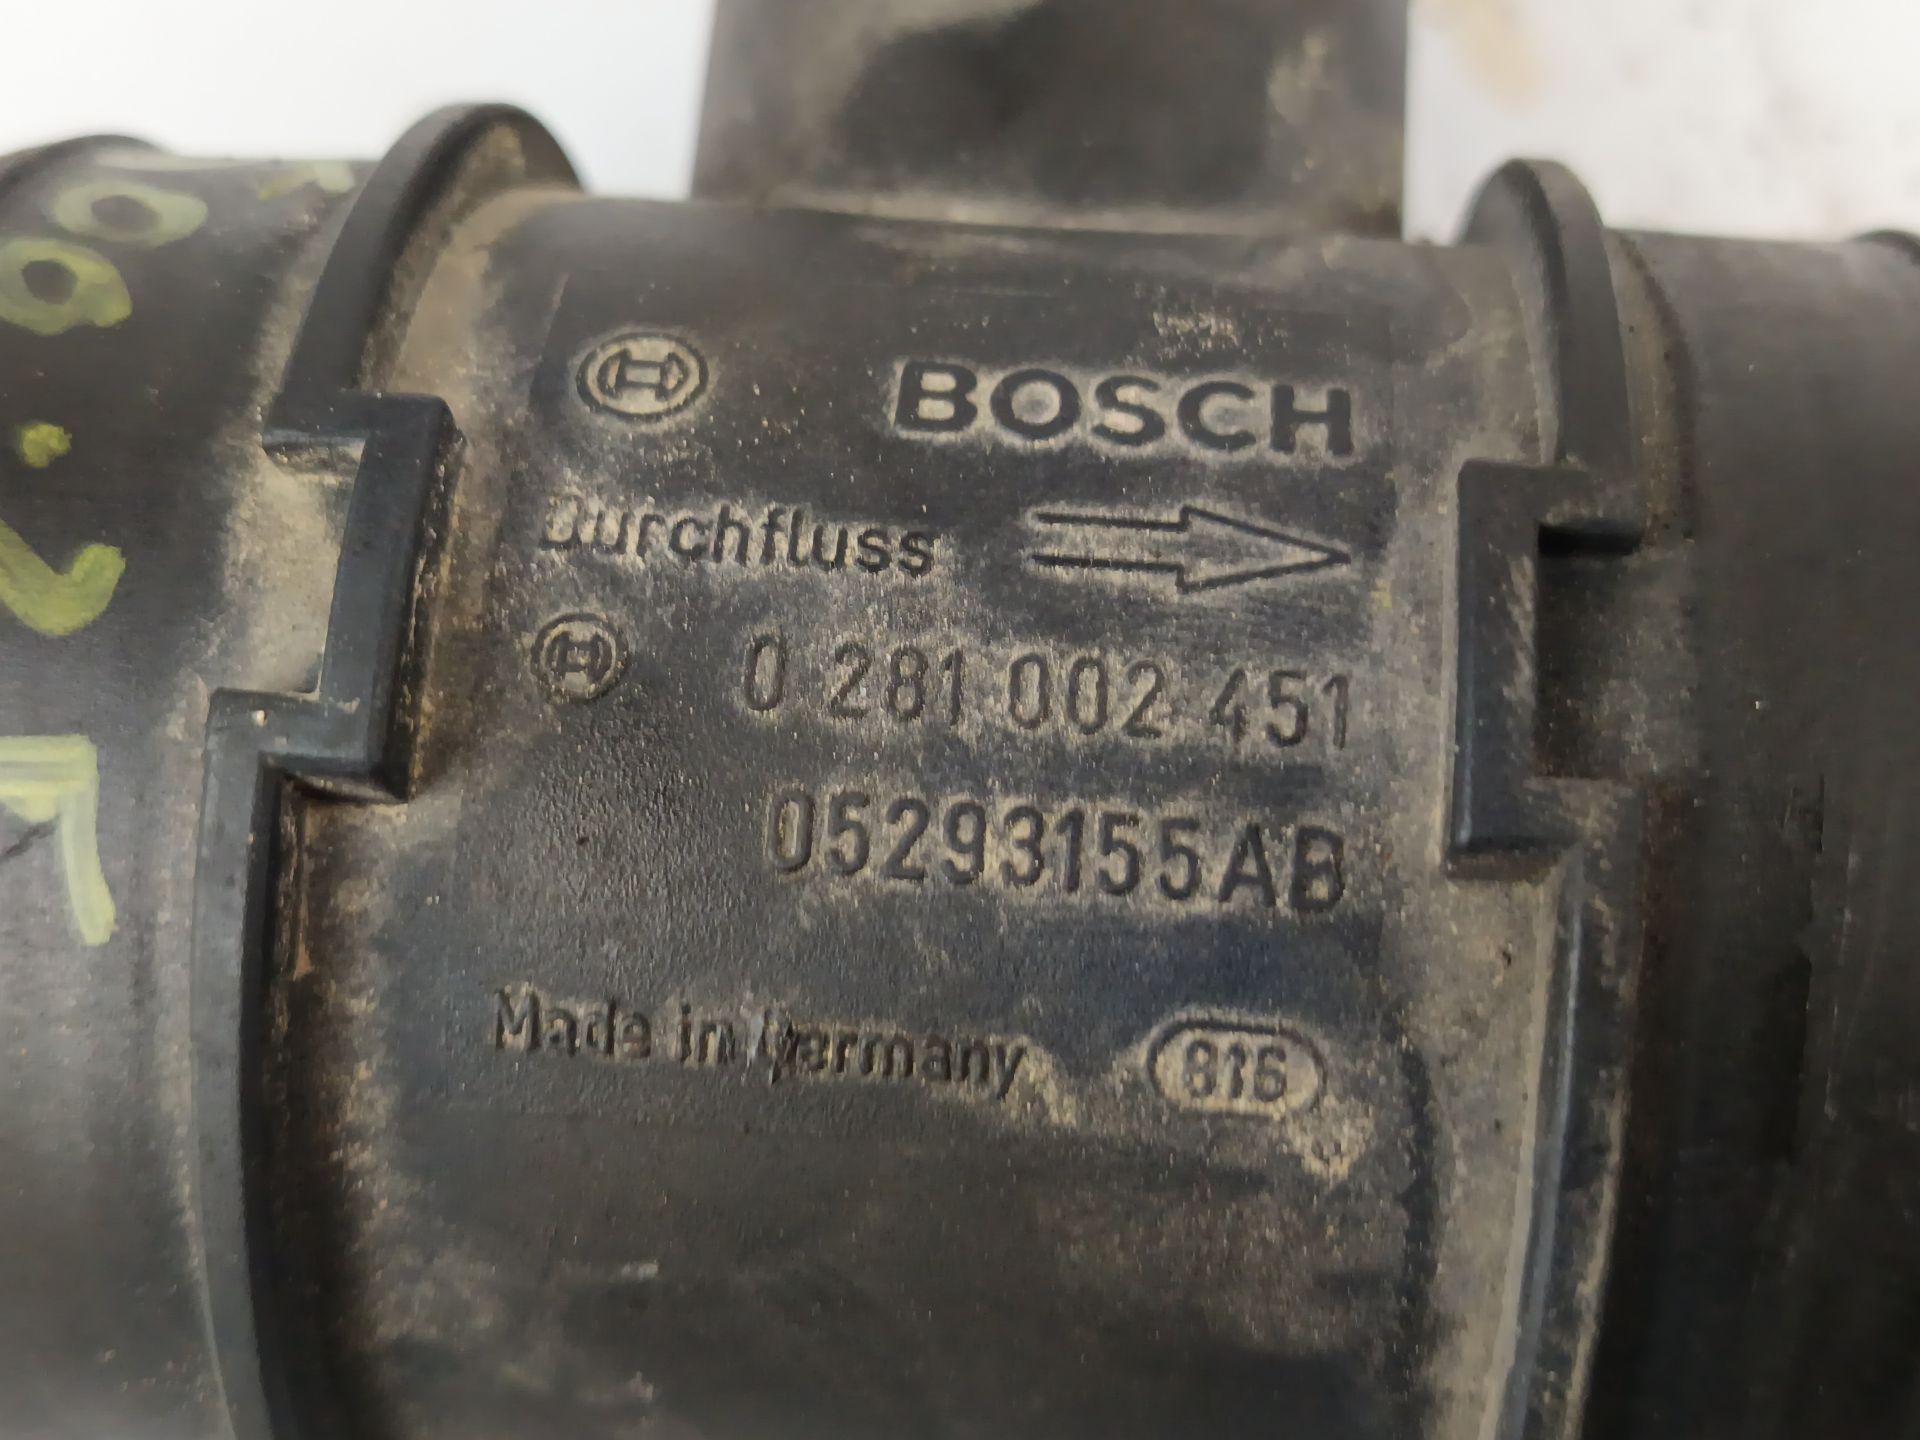 BOSCH
Durchfluss
0 281 002 451
05293155AB
Made in Germany 816